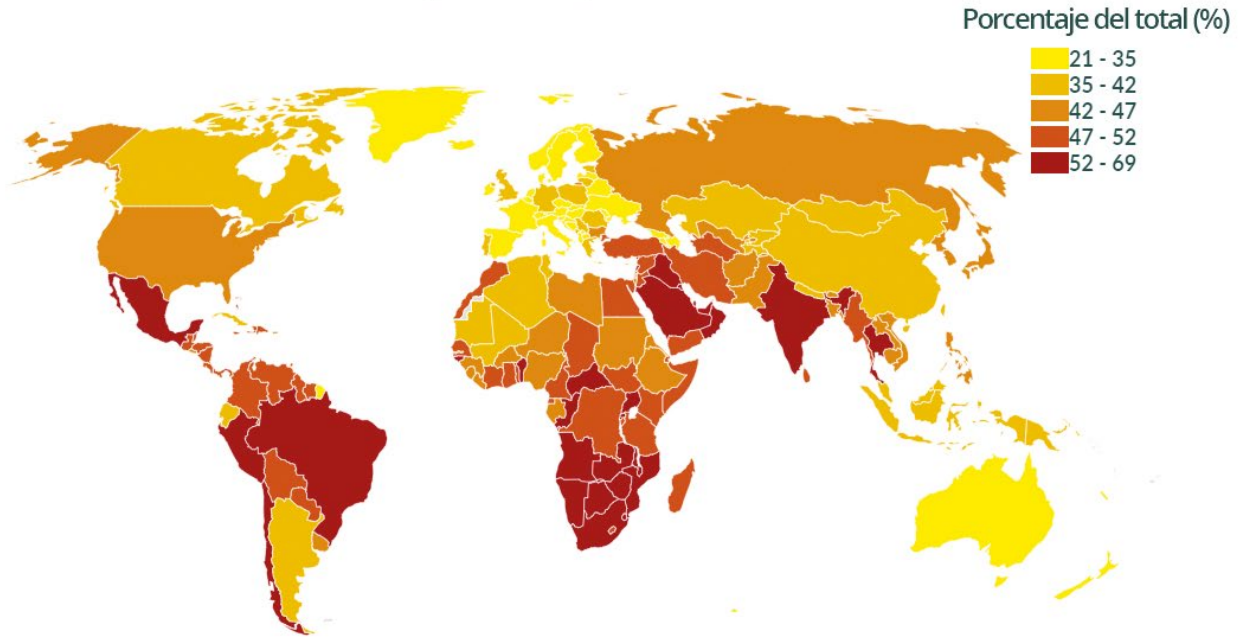 Porcentaje del total (%)
21 - 35
35 - 42
42 - 47
47 - 52
52 - 69